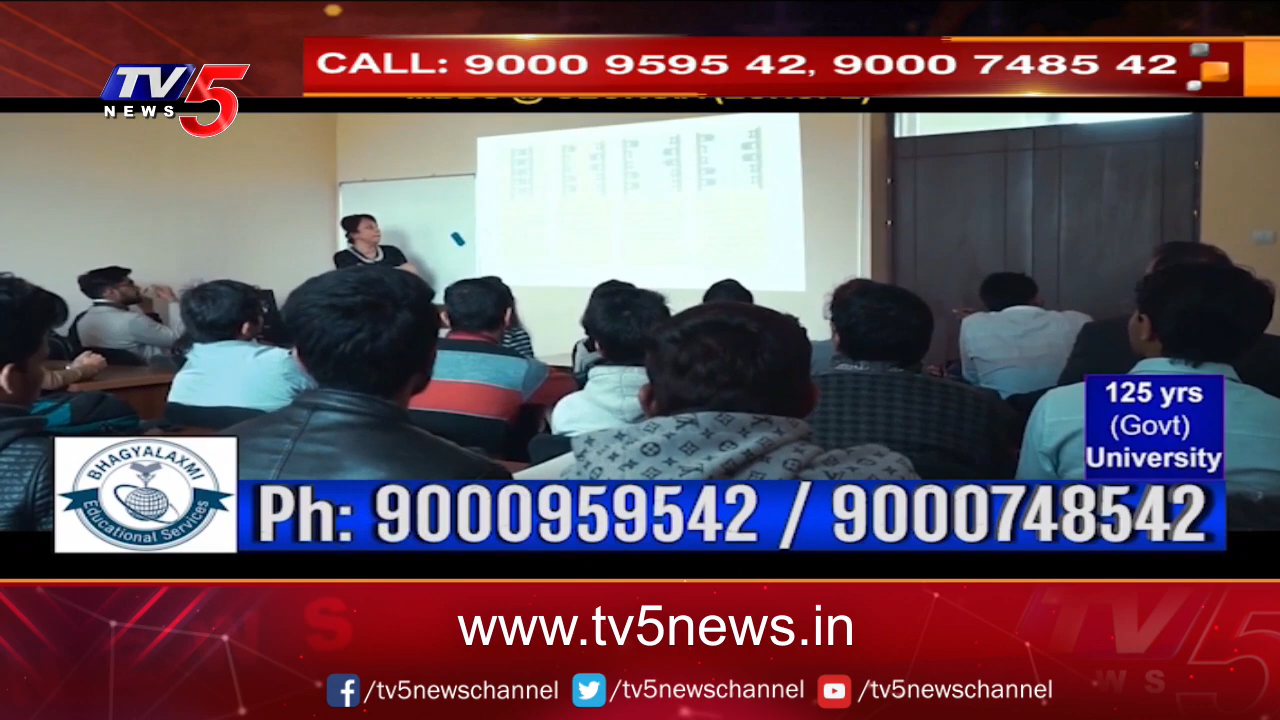 CALL: 9000 9595 42, 9000 7485 42
TV5
NEWS
125 yrs
(Govt)
University
BHAGYALAXMI
Educational Services
Ph: 9000959542 / 9000748542
www.tv5news.in
/tv5newschannel /tv5newschannel /tv5newschannel